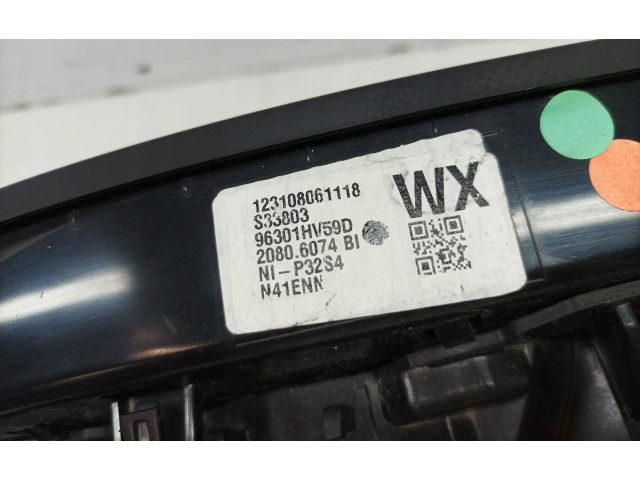 123108061118
S33803
96301HV59D
2080.6074 BI
NI-P32S4
N41ENN
WX